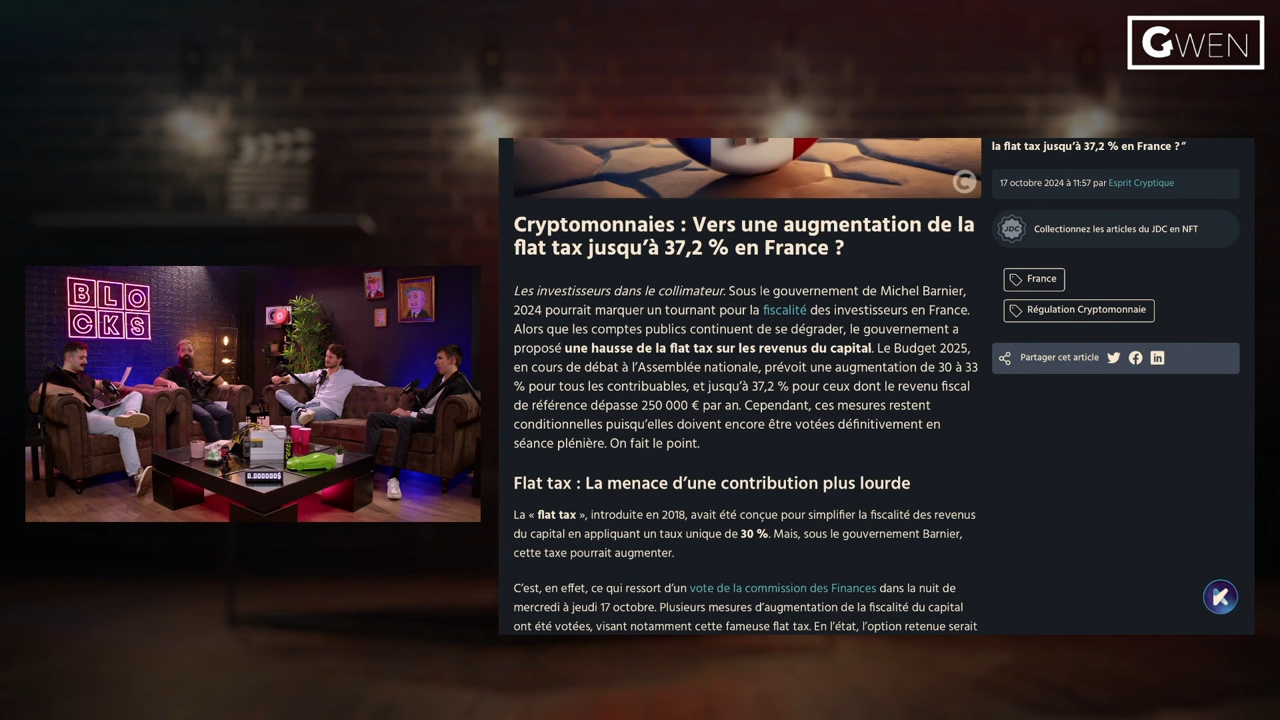 GWEN
BLO
CKS
la flat tax jusqu'à 37,2 % en France ? "
17 octobre 2024 à 11:57 par Esprit Cryptique
JDC
Collectionnez les articles du JDC en NFT
France
Régulation Cryptomonnaie
Partager cet article
Cryptomonnaies : Vers une augmentation de la
flat tax jusqu'à 37,2 % en France ?
Les investisseurs dans le collimateur. Sous le gouvernement de Michel Barnier,
2024 pourrait marquer un tournant pour la fiscalité des investisseurs en France.
Alors que les comptes publics continuent de se dégrader, le gouvernement a
proposé une hausse de la flat tax sur les revenus du capital. Le Budget 2025,
en cours de débat à l'Assemblée nationale, prévoit une augmentation de 30 à 33
% pour tous les contribuables, et jusqu'à 37,2 % pour ceux dont le revenu fiscal
de référence dépasse 250 000 € par an. Cependant, ces mesures restent
conditionnelles puisqu'elles doivent encore être votées définitivement en
séance plénière. On fait le point.
Flat tax : La menace d'une contribution plus lourde
La « flat tax », introduite en 2018, avait été conçue pour simplifier la fiscalité des revenus
du capital en appliquant un taux unique de 30 %. Mais, sous le gouvernement Barnier,
cette taxe pourrait augmenter.
C'est, en effet, ce qui ressort d'un vote de la commission des Finances dans la nuit de
mercredi à jeudi 17 octobre. Plusieurs mesures d'augmentation de la fiscalité du capital
ont été votées, visant notamment cette fameuse flat tax. En l'état, l'option retenue serait